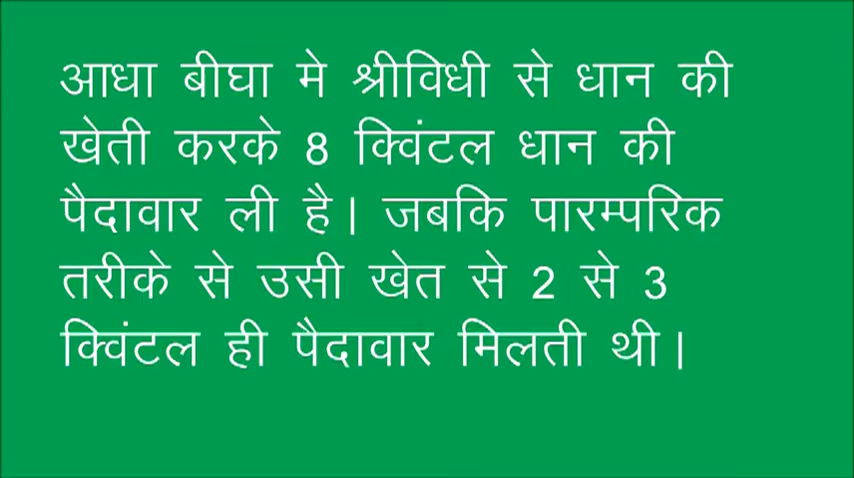 आधा बीघा मे श्रीविधी से धान की
खेती करके 8 क्विंटल धान की
पैदावार ली है। जबकि पारम्परिक
तरीके से उसी खेत से 2 से 3
क्विंटल ही पैदावार मिलती थी।